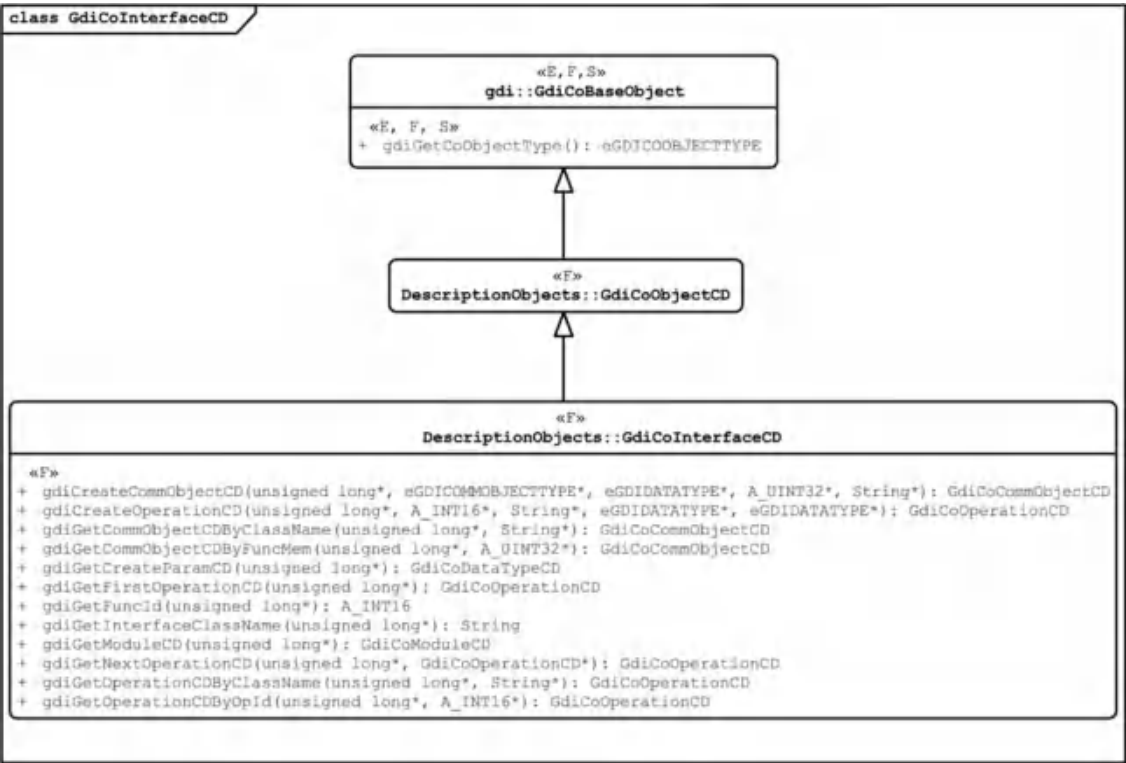 class GdiCoInterfaceCD
«E,F,S»
gdi::GdiCoBaseObject
«E, F, S»
+ gdiGetCoObjectType(): eGDICOOBJECTTYPE
«F»
DescriptionObjects::GdiCoObjectCD
«F»
DescriptionObjects::GdiCoInterfaceCD
«F»
+ gdiCreateCommObjectCD(unsigned long*, eGDICOMMOBJECTTYPE*, eGDIDATATYPE*, A_UINT32*, String*): GdiCoCommObjectCD
+ gdiCreateOperationCD(unsigned long*, A_INT16*, String*, eGDIDATATYPE*, eGDIDATATYPE*): GdiCoOperationCD
+ gdiGetCommObjectCDByClassName(unsigned long*, String*): GdiCoCommObjectCD
+ gdiGetCommObjectCDByFuncMem(unsigned long*, A_UINT32*): GdiCoCommObjectCD
+ gdiGetCreateParamCD(unsigned long*): GdiCoDataTypeCD
+ gdiGetFirstOperationCD(unsigned long*): GdiCoOperationCD
+ gdiGetFuncId(unsigned long*): A_INT16
+ gdiGetInterfaceClassName(unsigned long*): String
+ gdiGetModuleCD(unsigned long*): GdiCoModuleCD
+ gdiGetNextOperationCD(unsigned long*, GdiCoOperationCD*): GdiCoOperationCD
+ gdiGetOperationCDByClassName(unsigned long*, String*): GdiCoOperationCD
+ gdiGetOperationCDByOpId(unsigned long*, A_INT16*): GdiCoOperationCD